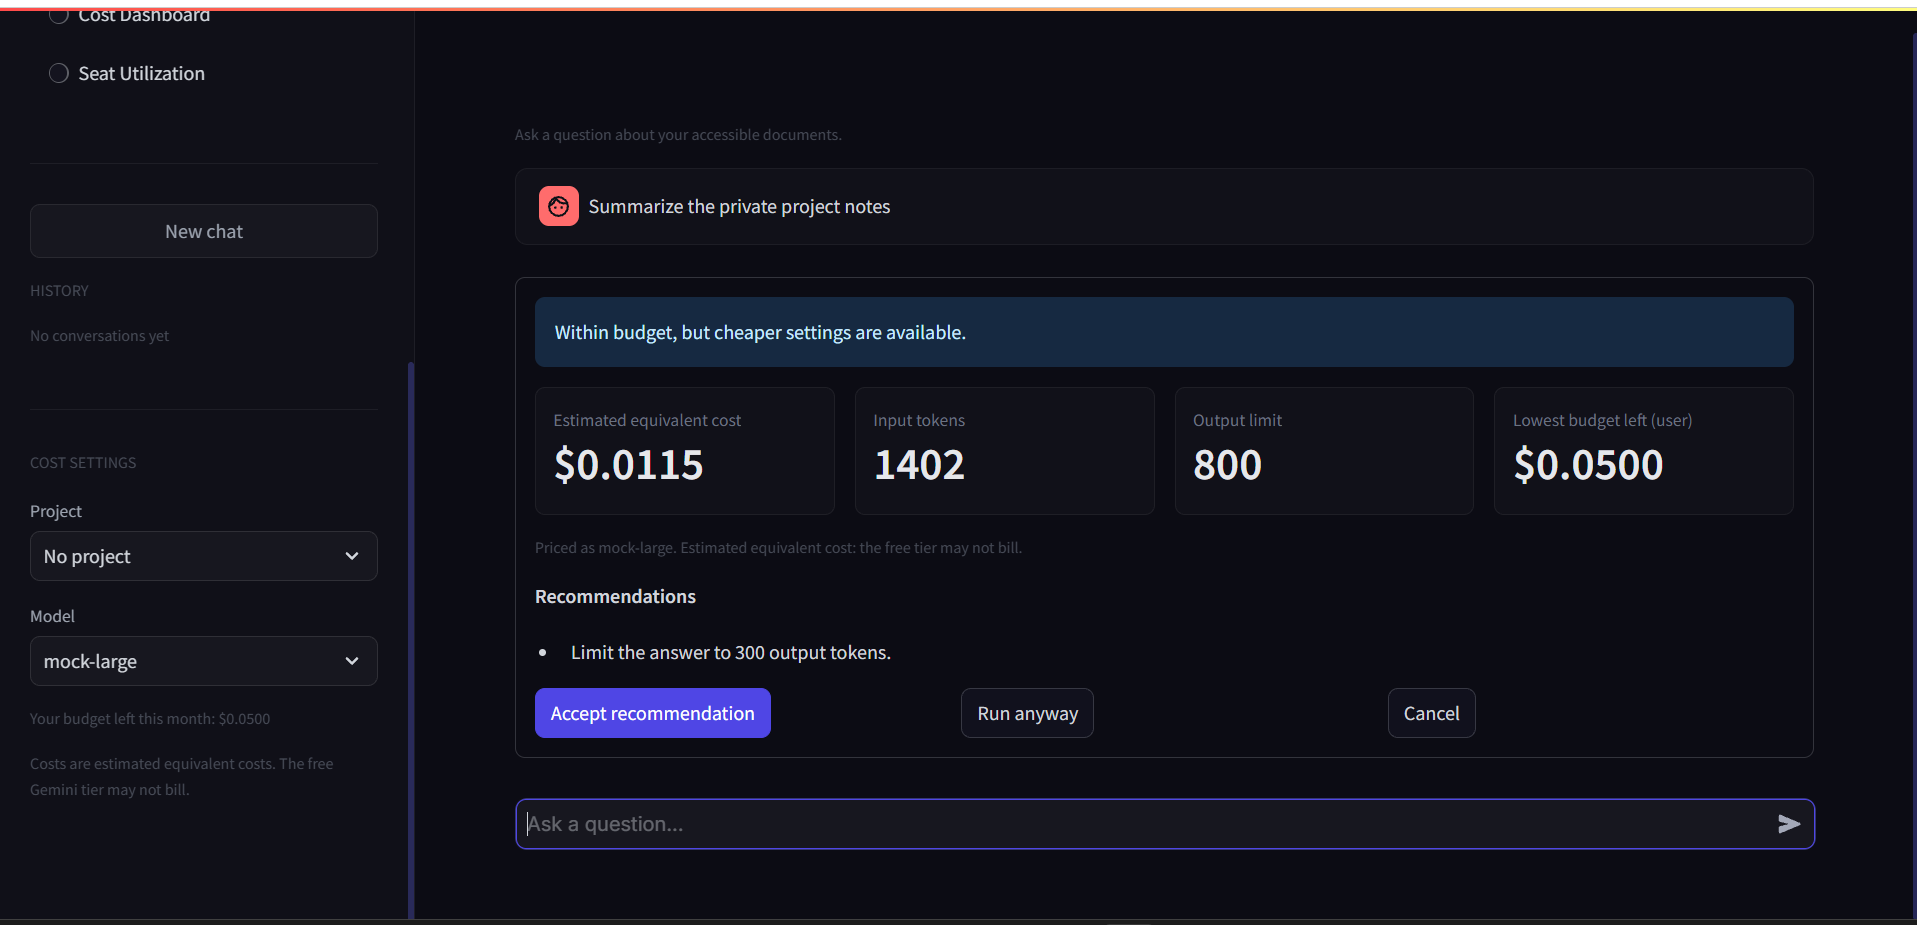 Cost Dashboard
Seat Utilization
New chat
HISTORY
No conversations yet
COST SETTINGS
Project
No project
Model
mock-large
Your budget left this month: $0.0500
Costs are estimated equivalent costs. The free
Gemini tier may not bill.
Ask a question about your accessible documents.
Summarize the private project notes
Within budget, but cheaper settings are available.
Estimated equivalent cost
$0.0115
Input tokens
1402
Output limit
800
Lowest budget left (user)
$0.0500
Priced as mock-large. Estimated equivalent cost: the free tier may not bill.
Recommendations
Limit the answer to 300 output tokens.
Accept recommendation
Run anyway
Cancel
Ask a question...